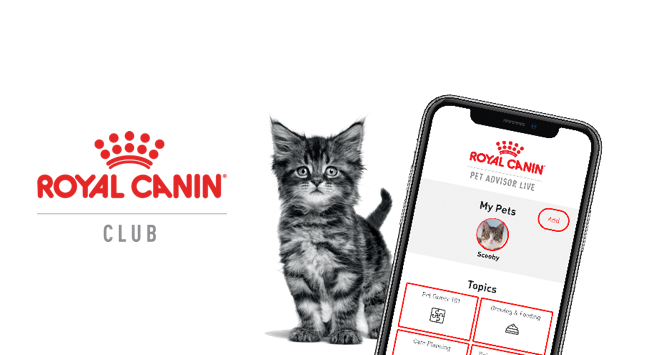 ROYAL CANIN®
CLUB
ROYAL CANIN
PET ADVISOR LIVE
My Pets
Add
Scooby
Topics
Pet Owner 101
Growing & Feeding
Care Planning